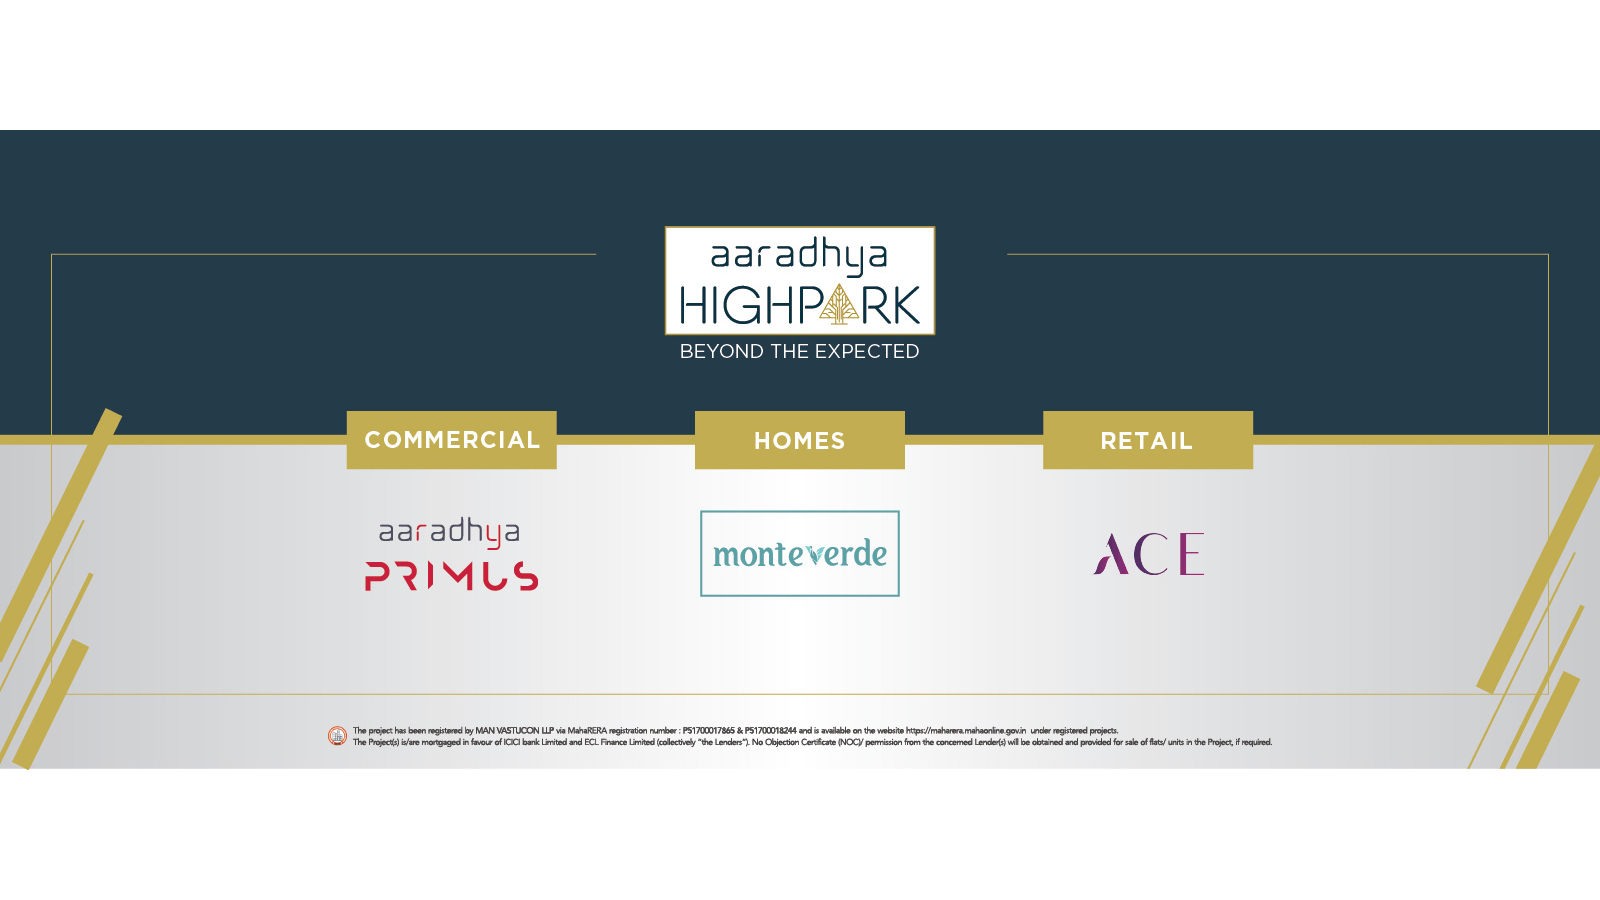 aaradhya
HIGHPARK
BEYOND THE EXPECTED
COMMERCIAL
HOMES
RETAIL
aaradhya
PRIMUS
monteverde
ACE
The project has been registered by MAN VASTUCON LLP via MahaRERA registration number : P51700017865 & P51700018244 and is available on the website https://maharera.mahaonline.gov.in under registered projects.
The Project(s) is/are mortgaged in favour of ICICI bank Limited and ECL Finance Limited (collectively "the Lenders"). No Objection Certificate (NOC)/ permission from the concerned Lender(s) will be obtained and provided for sale of flats/ units in the Project, if required.